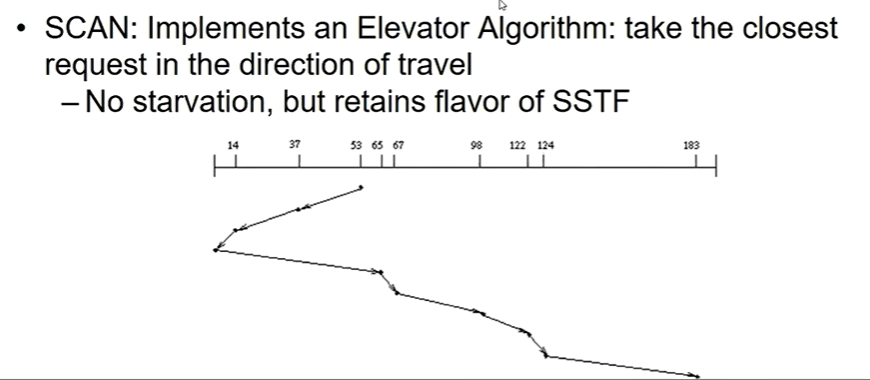 • SCAN: Implements an Elevator Algorithm: take the closest
request in the direction of travel
– No starvation, but retains flavor of SSTF
14 37 53 65 67 98 122 124 183